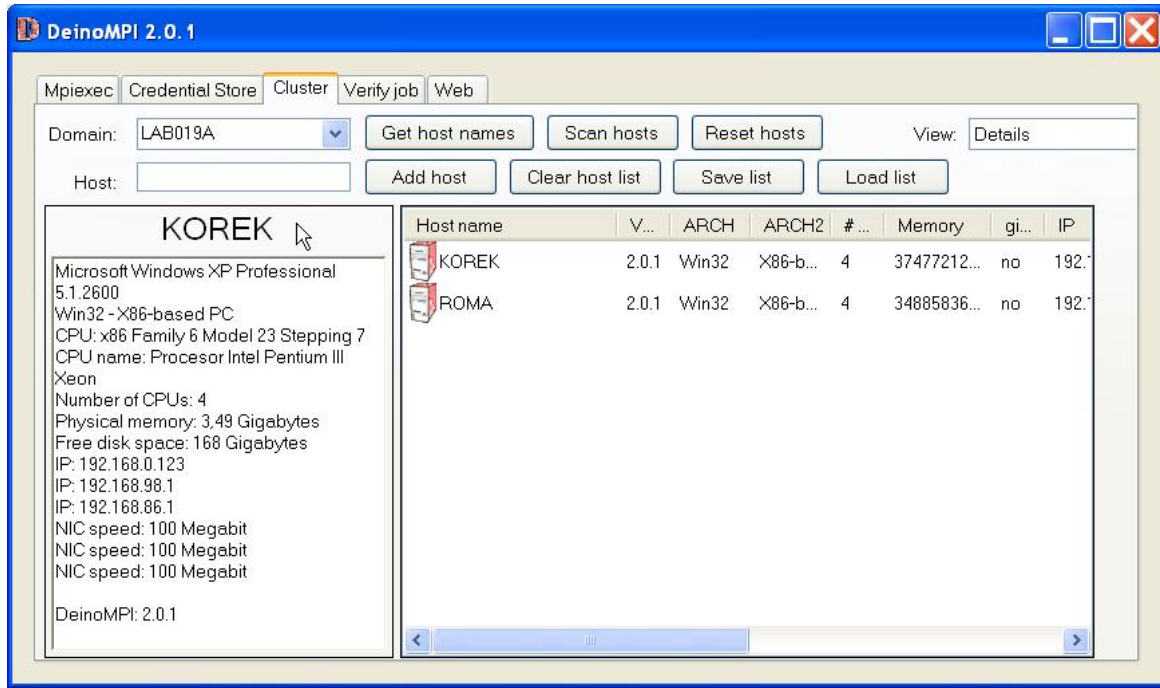 DeinoMPI 2.0.1
Mpiexec Credential Store Cluster Verify job Web
Domain: LAB019A Get host names Scan hosts Reset hosts View: Details
Host: Add host Clear host list Save list Load list
KOREK
Microsoft Windows XP Professional
5.1.2600
Win32 - X86-based PC
CPU: x86 Family 6 Model 23 Stepping 7
CPU name: Procesor Intel Pentium III
Xeon
Number of CPUs: 4
Physical memory: 3,49 Gigabytes
Free disk space: 168 Gigabytes
IP: 192.168.0.123
IP: 192.168.98.1
IP: 192.168.86.1
NIC speed: 100 Megabit
NIC speed: 100 Megabit
NIC speed: 100 Megabit
DeinoMPI: 2.0.1
Host name V... ARCH ARCH2 # ... Memory gi... IP
KOREK 2.0.1 Win32 X86-b... 4 37477212... no 192.
ROMA 2.0.1 Win32 X86-b... 4 34885836... no 192.